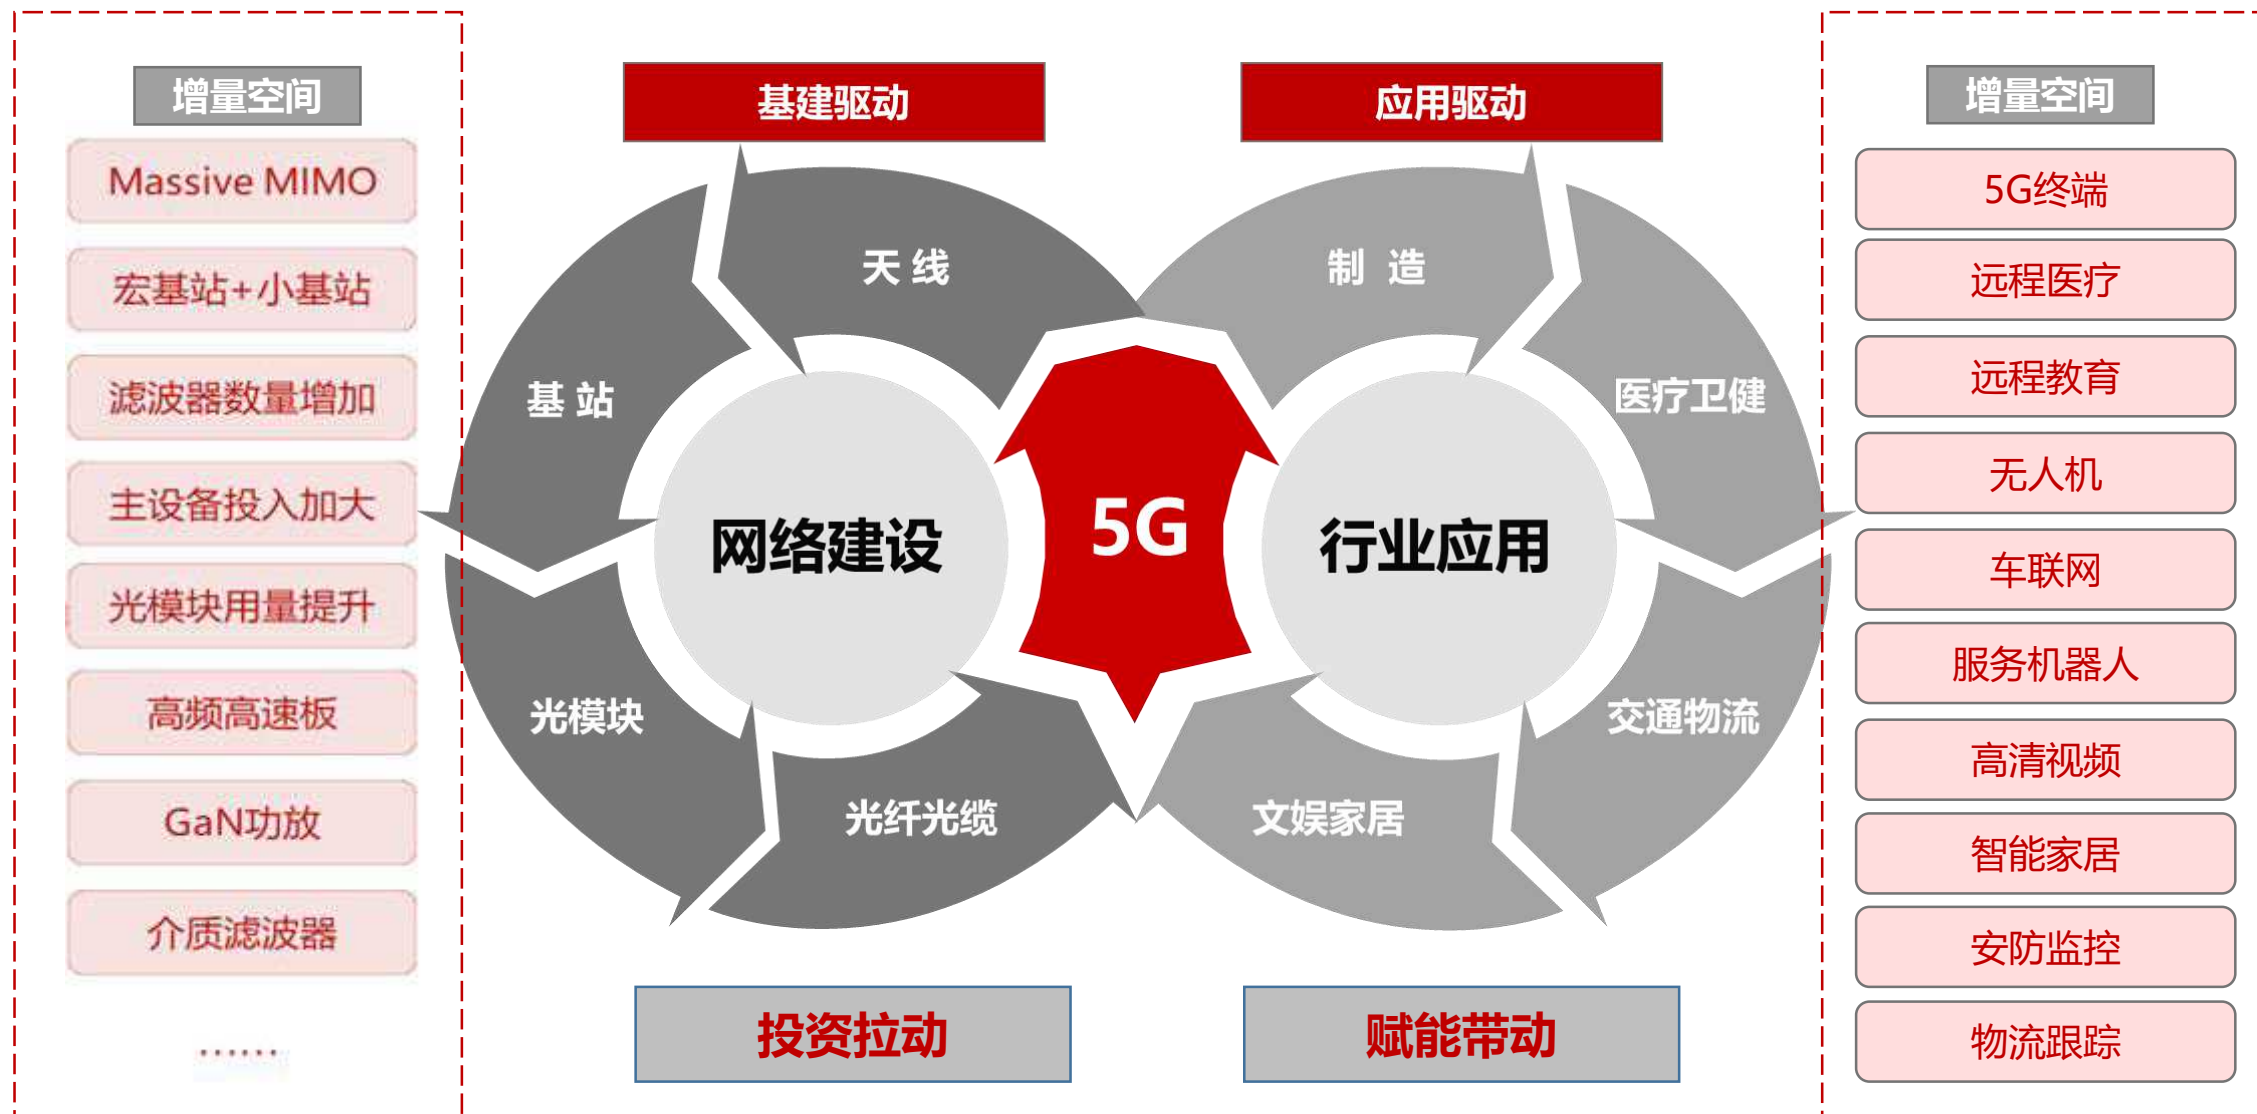 增量空间
Massive MIMO
宏基站+小基站
滤波器数量增加
主设备投入加大
光模块用量提升
高频高速板
GaN功放
介质滤波器
······
基建驱动
应用驱动
天 线
制 造
基 站
医疗卫健
网络建设
5G
行业应用
光模块
交通物流
光纤光缆
文娱家居
投资拉动
赋能带动
增量空间
5G终端
远程医疗
远程教育
无人机
车联网
服务机器人
高清视频
智能家居
安防监控
物流跟踪